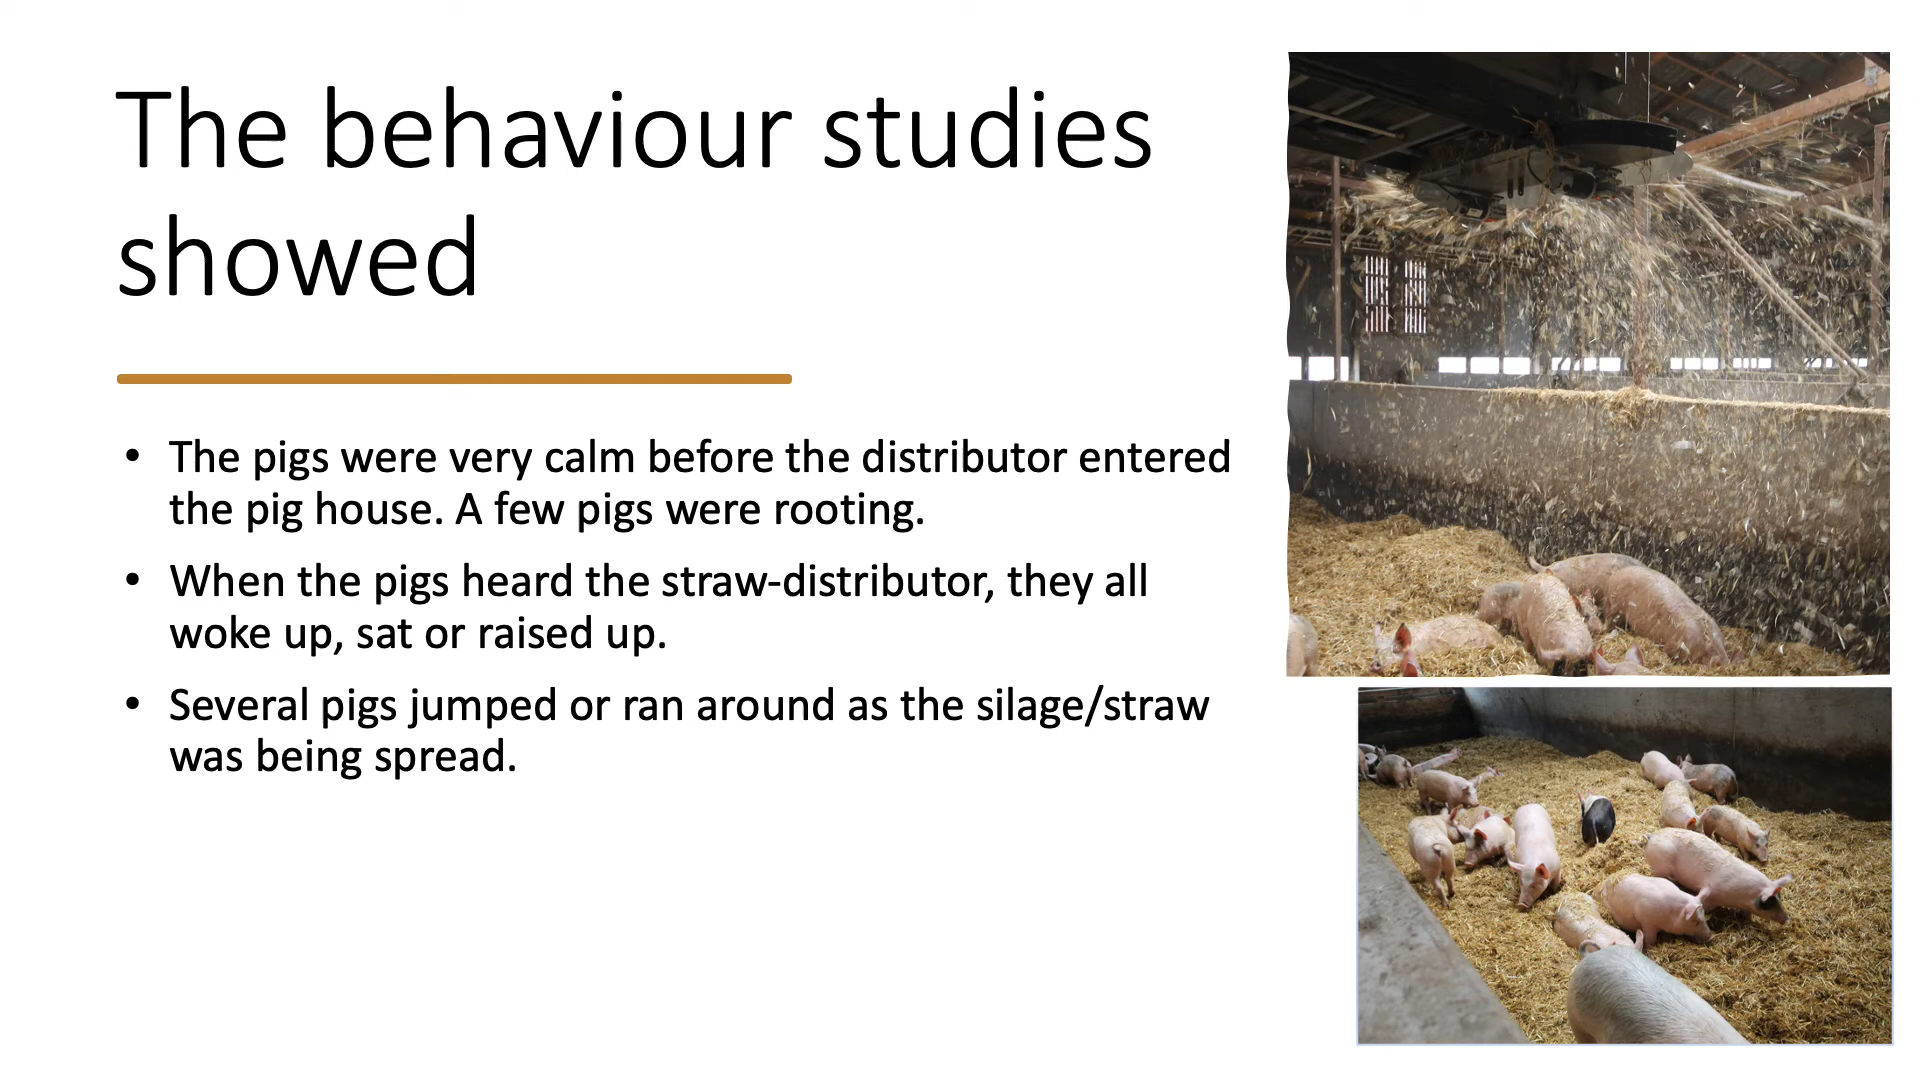 The behaviour studies
showed
• The pigs were very calm before the distributor entered
the pig house. A few pigs were rooting.
• When the pigs heard the straw-distributor, they all
woke up, sat or raised up.
• Several pigs jumped or ran around as the silage/straw
was being spread.